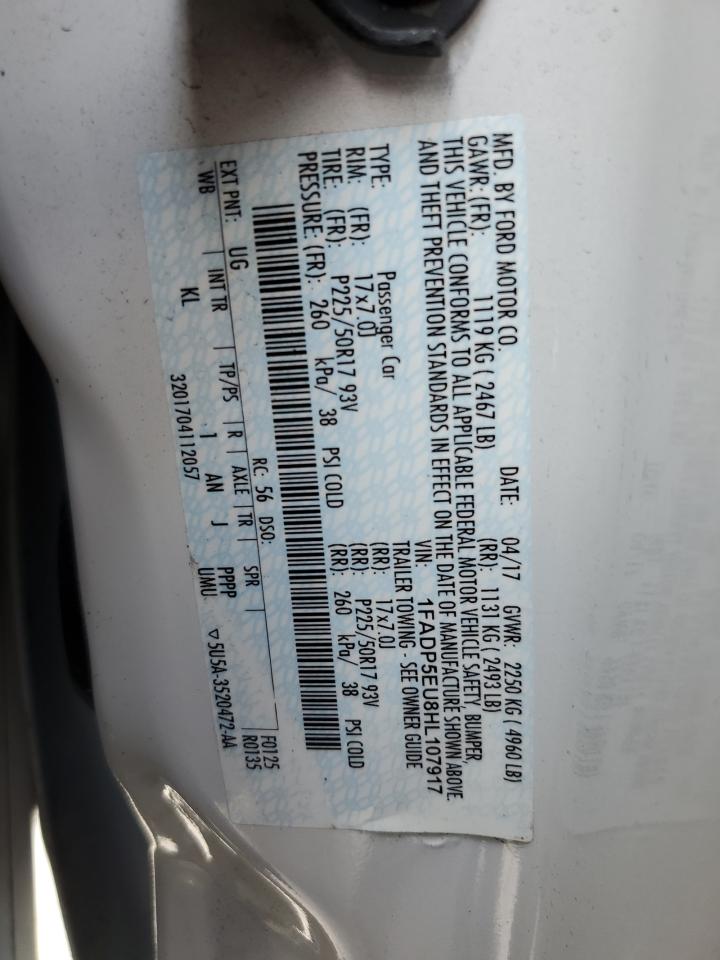 MFD. BY FORD MOTOR CO. DATE: 04/17 GVWR: 2250 KG ( 4960 LB)
GAWR: (FR): 1119 KG ( 2467 LB) (RR): 1131 KG ( 2493 LB)
THIS VEHICLE CONFORMS TO ALL APPLICABLE FEDERAL MOTOR VEHICLE SAFETY, BUMPER,
AND THEFT PREVENTION STANDARDS IN EFFECT ON THE DATE OF MANUFACTURE SHOWN ABOVE.
VIN: 1FADP5EU8HL107917
TYPE: Passenger Car TRAILER TOWING - SEE OWNER GUIDE
RIM: (FR): 17x7.0J (RR): 17x7.0J
TIRE: (FR): P225/50R17 93V (RR): P225/50R17 93V
PRESSURE: (FR): 260 kPa/ 38 PSI COLD (RR): 260 kPa/ 38 PSI COLD
F0125
RC: 56 DSO: R0135
EXT PNT: UG
WB | INT TR | TP/PS | R | AXLE | TR | SPR |
KL 1 AN J PPPP
3201704112057 UMU ▽5U5A-3520472-AA